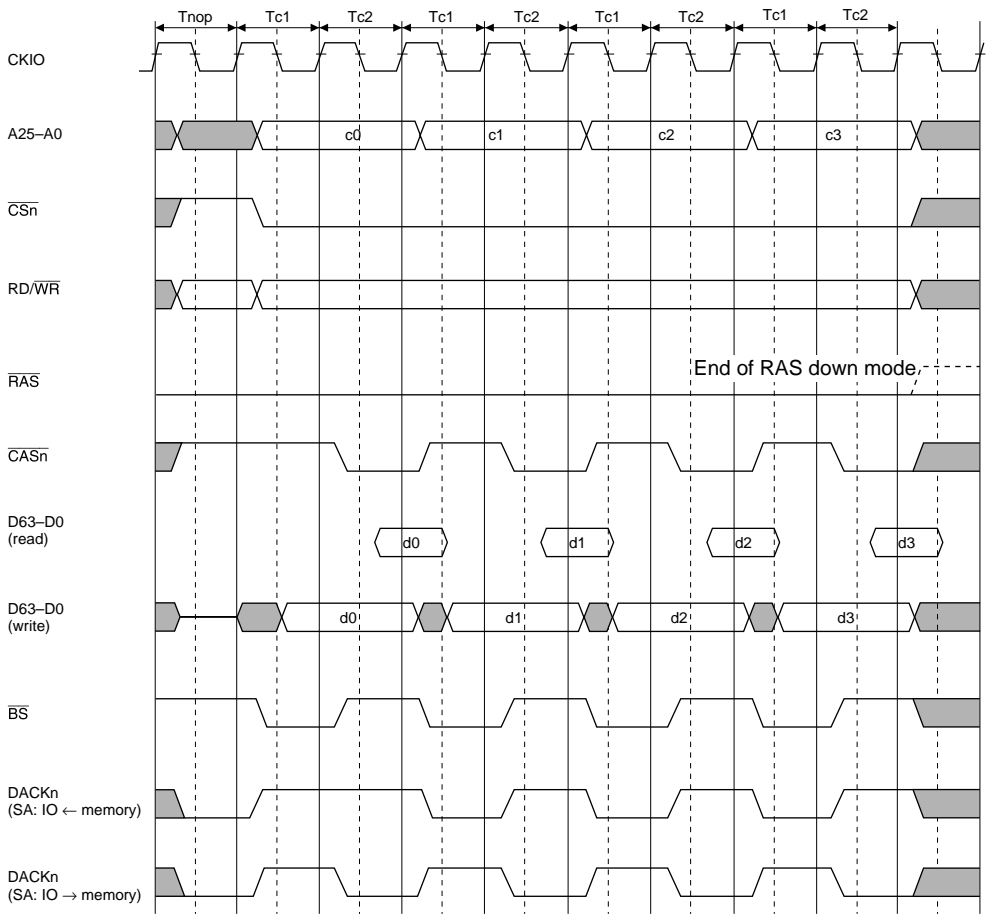 Tnop Tc1 Tc2 Tc1 Tc2 Tc1 Tc2 Tc1 Tc2
CKIO
A25–A0 c0 c1 c2 c3
CSn
RD/WR
End of RAS down mode
RAS
CASn
D63–D0
(read)
d0 d1 d2 d3
D63–D0
(write)
d0 d1 d2 d3
BS
DACKn
(SA: IO ← memory)
DACKn
(SA: IO → memory)